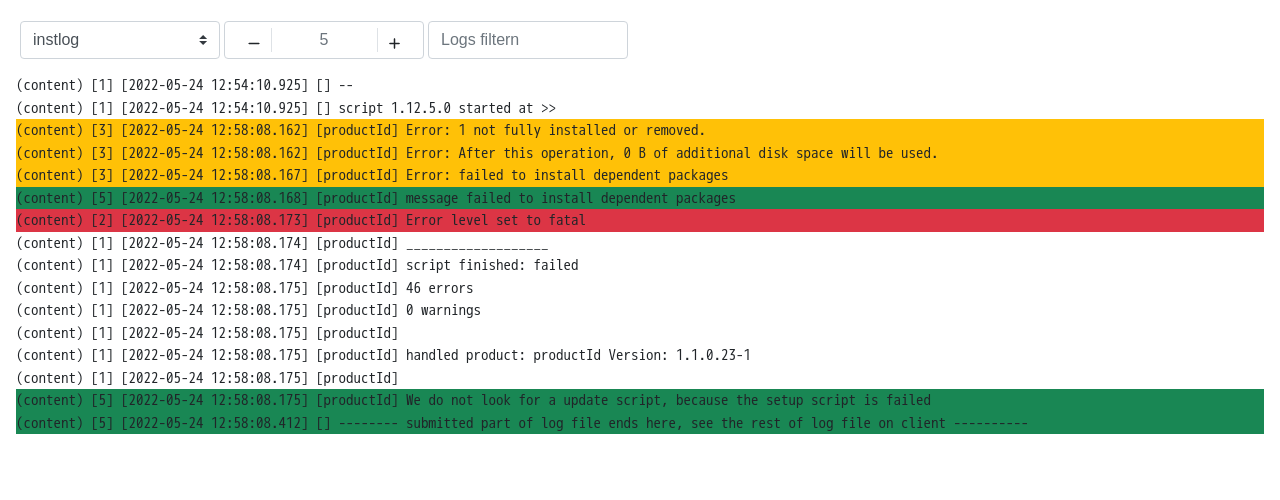 instlog − 5 + Logs filtern
(content) [1] [2022-05-24 12:54:10.925] [] --
(content) [1] [2022-05-24 12:54:10.925] [] script 1.12.5.0 started at >>
(content) [3] [2022-05-24 12:58:08.162] [productId] Error: 1 not fully installed or removed.
(content) [3] [2022-05-24 12:58:08.162] [productId] Error: After this operation, 0 B of additional disk space will be used.
(content) [3] [2022-05-24 12:58:08.167] [productId] Error: failed to install dependent packages
(content) [5] [2022-05-24 12:58:08.168] [productId] message failed to install dependent packages
(content) [2] [2022-05-24 12:58:08.173] [productId] Error level set to fatal
(content) [1] [2022-05-24 12:58:08.174] [productId] ___________________
(content) [1] [2022-05-24 12:58:08.174] [productId] script finished: failed
(content) [1] [2022-05-24 12:58:08.175] [productId] 46 errors
(content) [1] [2022-05-24 12:58:08.175] [productId] 0 warnings
(content) [1] [2022-05-24 12:58:08.175] [productId]
(content) [1] [2022-05-24 12:58:08.175] [productId] handled product: productId Version: 1.1.0.23-1
(content) [1] [2022-05-24 12:58:08.175] [productId]
(content) [5] [2022-05-24 12:58:08.175] [productId] We do not look for a update script, because the setup script is failed
(content) [5] [2022-05-24 12:58:08.412] [] -------- submitted part of log file ends here, see the rest of log file on client ----------